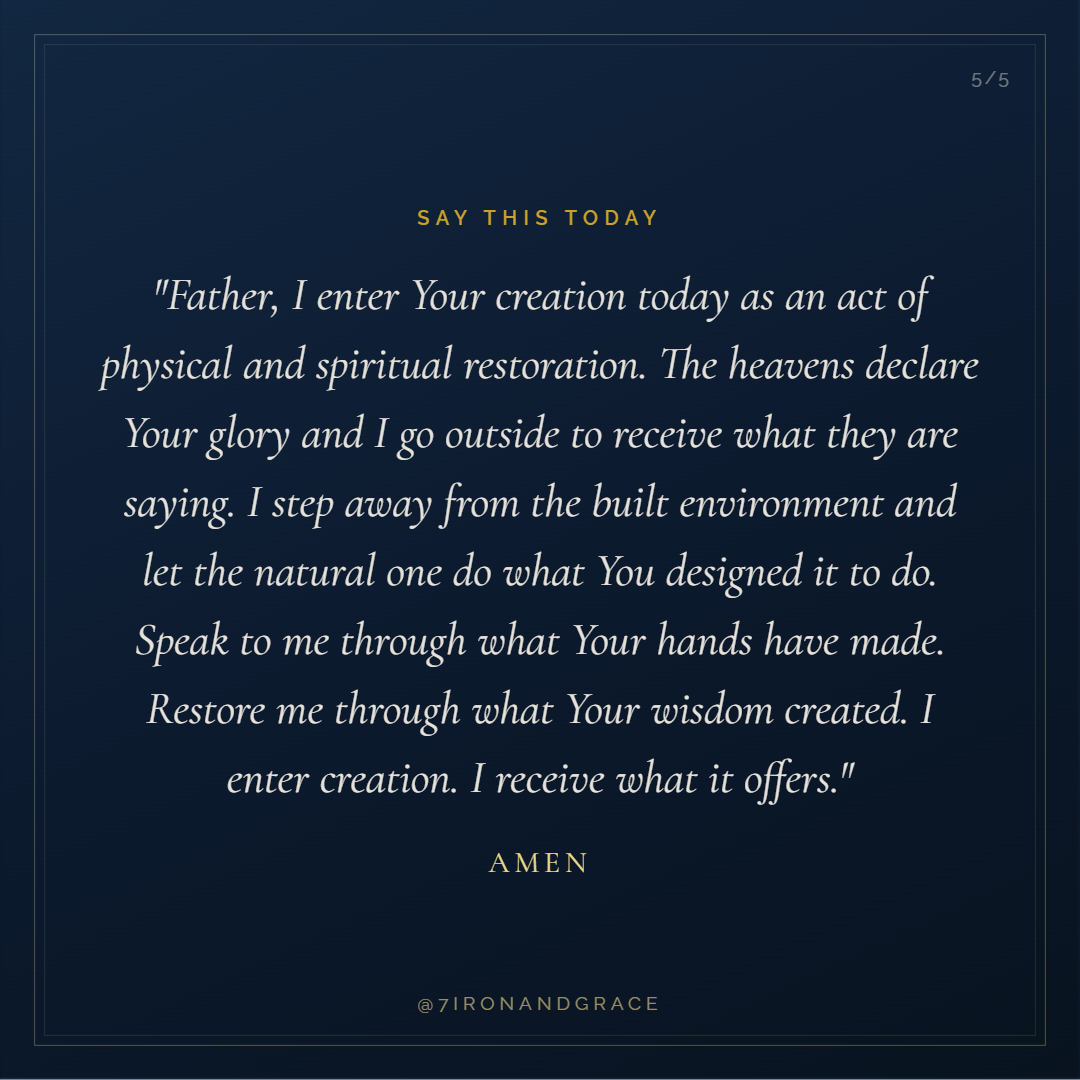 5/5
SAY THIS TODAY
"Father, I enter Your creation today as an act of
physical and spiritual restoration. The heavens declare
Your glory and I go outside to receive what they are
saying. I step away from the built environment and
let the natural one do what You designed it to do.
Speak to me through what Your hands have made.
Restore me through what Your wisdom created. I
enter creation. I receive what it offers."
AMEN
@7IRONANDGRACE